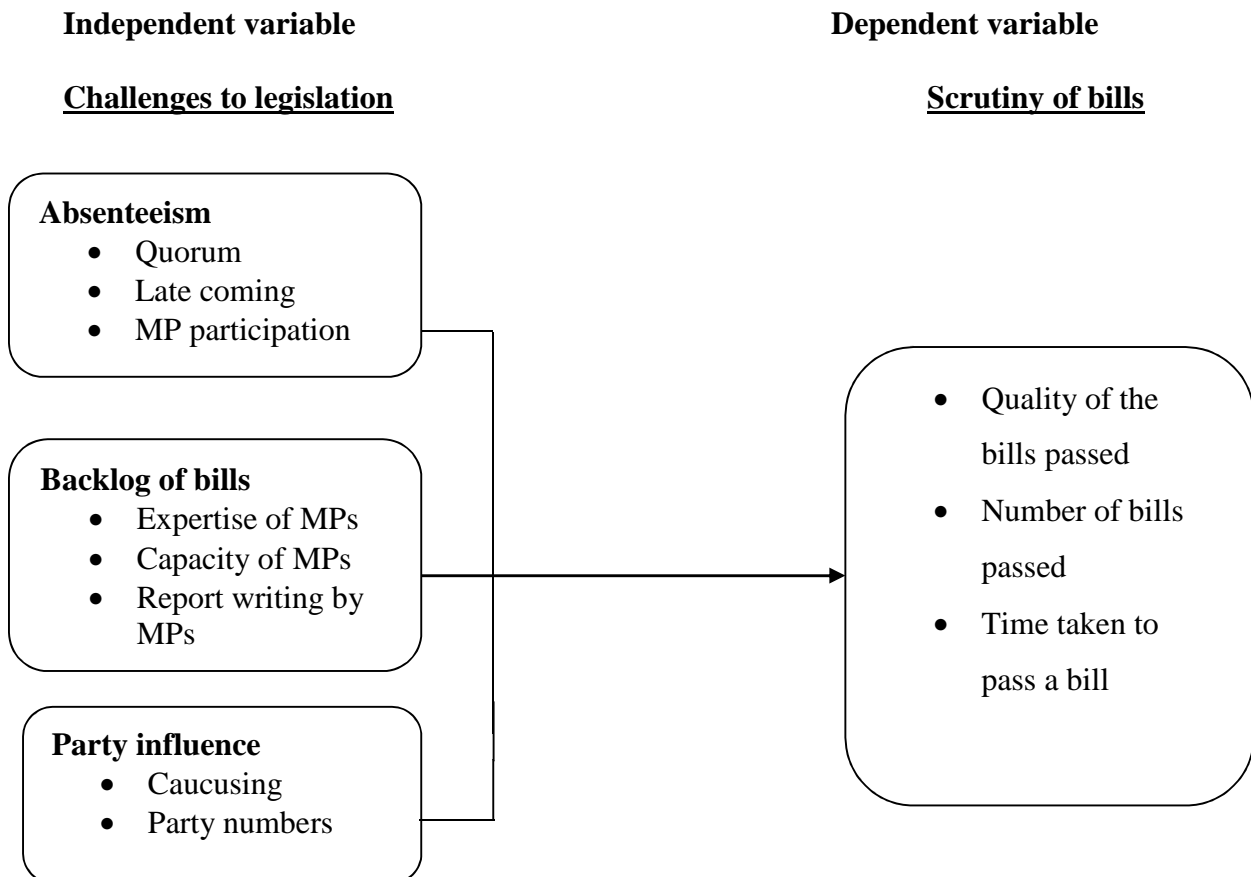 Independent variable
Dependent variable
Challenges to legislation
Scrutiny of bills
Absenteeism
• Quorum
• Late coming
• MP participation
Backlog of bills
• Expertise of MPs
• Capacity of MPs
• Report writing by
MPs
Party influence
• Caucusing
• Party numbers
• Quality of the
bills passed
• Number of bills
passed
• Time taken to
pass a bill